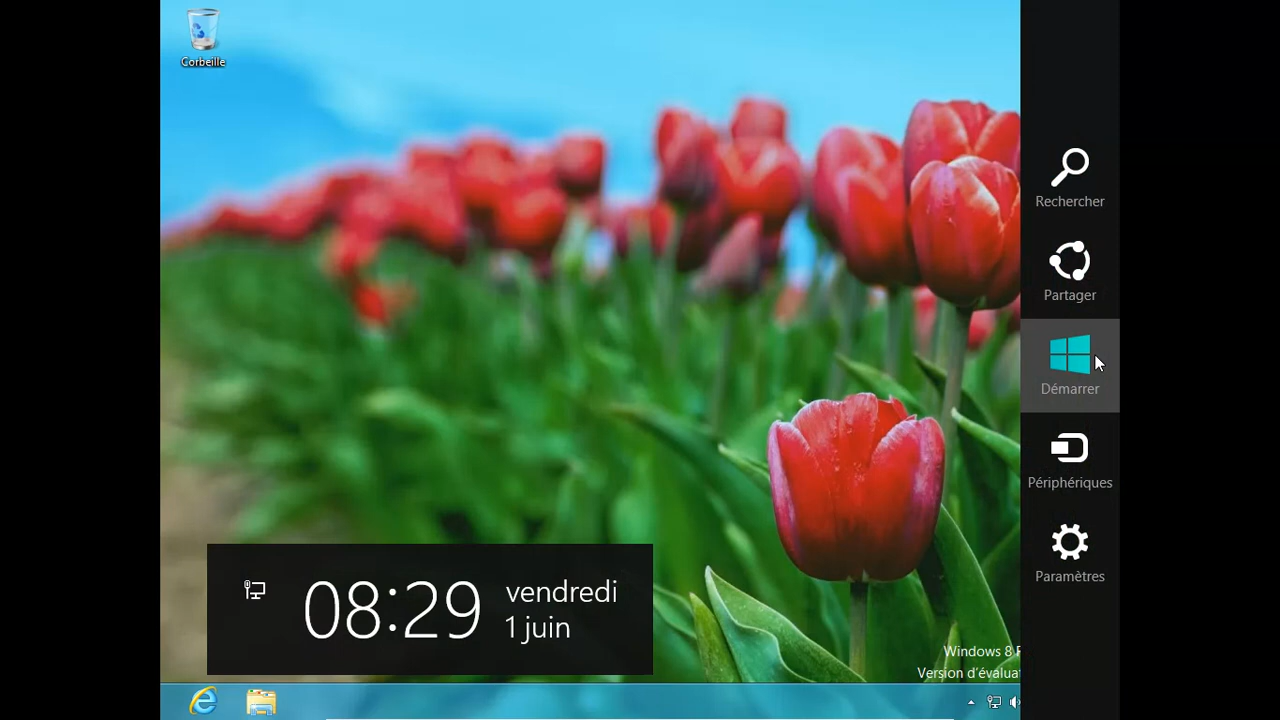 Corbeille
Rechercher
Partager
Démarrer
Périphériques
Paramètres
08:29
vendredi
1 juin
Windows 8
Version d'évalua